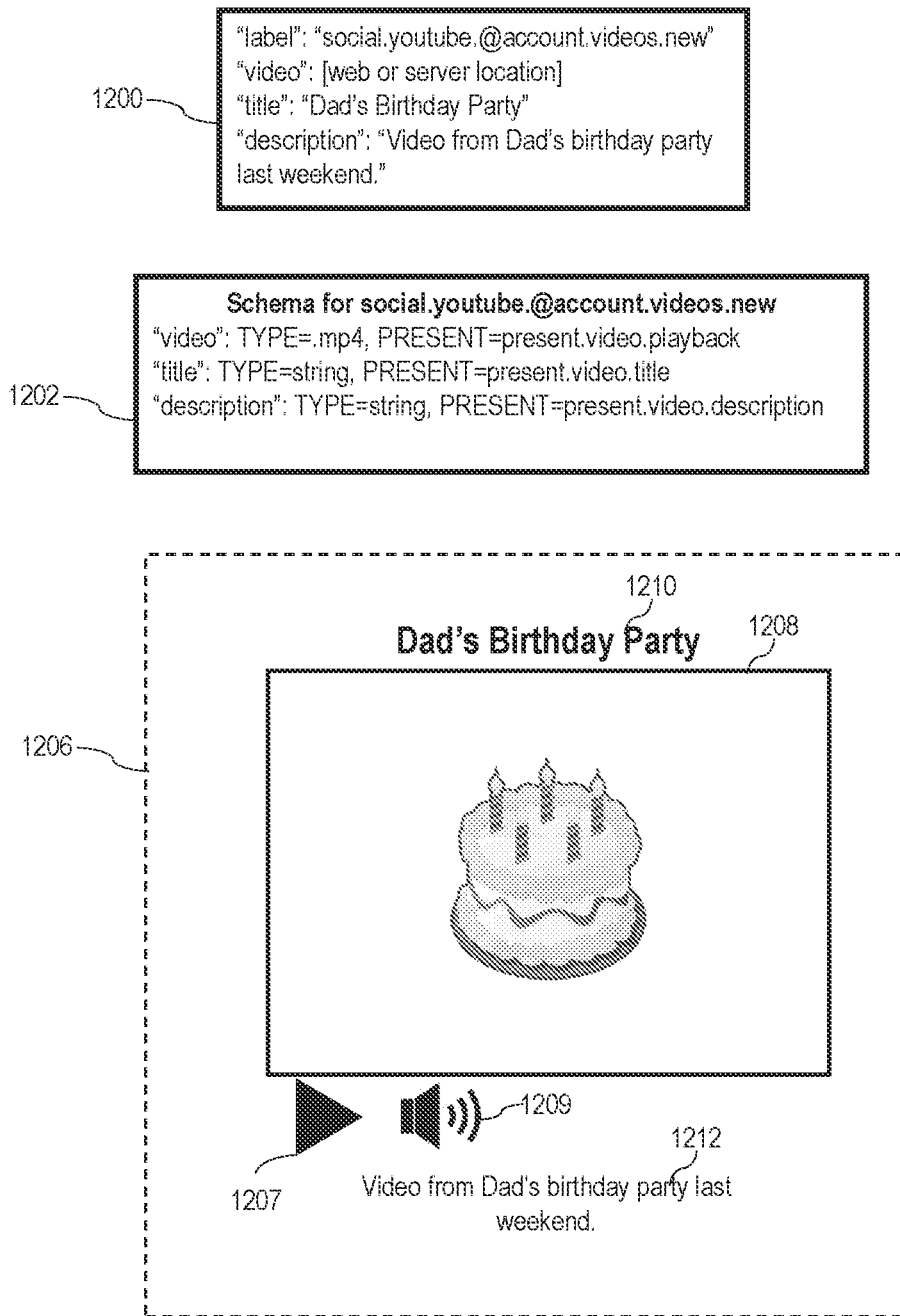 “label”: “social.youtube.@account.videos.new”
“video”: [web or server location]
1200
“title”: “Dad’s Birthday Party”
“description”: “Video from Dad’s birthday party
last weekend.”
Schema for social.youtube.@account.videos.new
“video”: TYPE=.mp4, PRESENT=present.video.playback
“title”: TYPE=string, PRESENT=present.video.title
1202
“description”: TYPE=string, PRESENT=present.video.description
1210
Dad’s Birthday Party
1208
1206
1209
1207
1212
Video from Dad’s birthday party last
weekend.